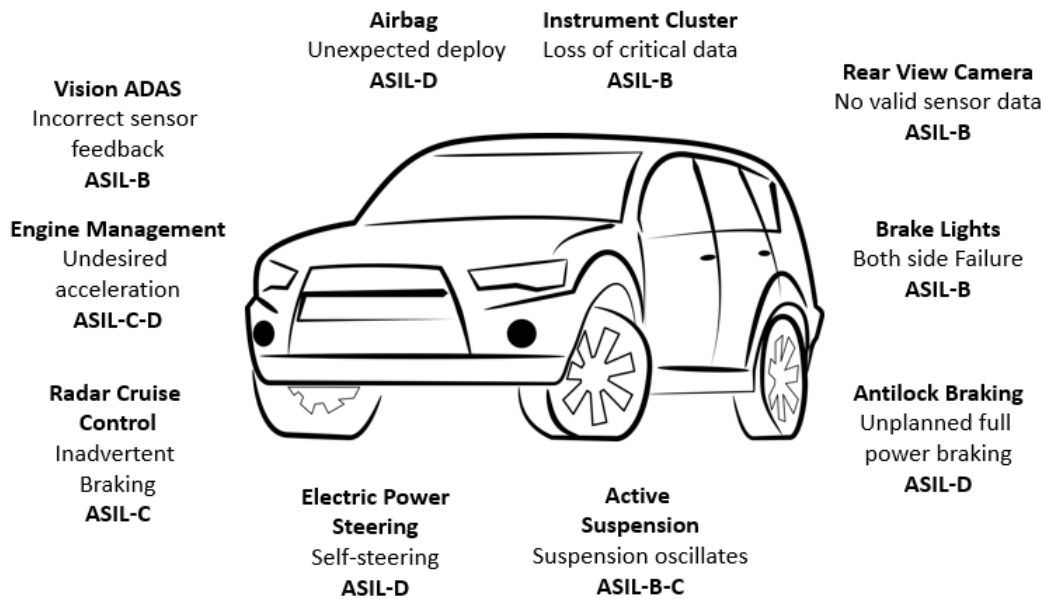 Airbag
Unexpected deploy
ASIL-D
Instrument Cluster
Loss of critical data
ASIL-B
Rear View Camera
No valid sensor data
ASIL-B
Vision ADAS
Incorrect sensor
feedback
ASIL-B
Engine Management
Undesired
acceleration
ASIL-C-D
Brake Lights
Both side Failure
ASIL-B
Radar Cruise
Control
Inadvertent
Braking
ASIL-C
Antilock Braking
Unplanned full
power braking
ASIL-D
Electric Power
Steering
Self-steering
ASIL-D
Active
Suspension
Suspension oscillates
ASIL-B-C